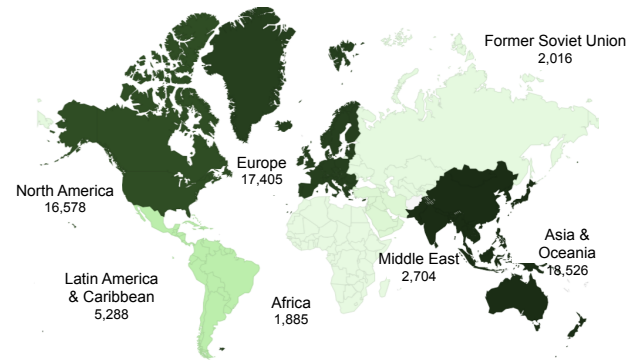 Former Soviet Union
2,016
Europe
17,405
North America
16,578
Asia &
Oceania
18,526
Middle East
2,704
Latin America
& Caribbean
5,288
Africa
1,885